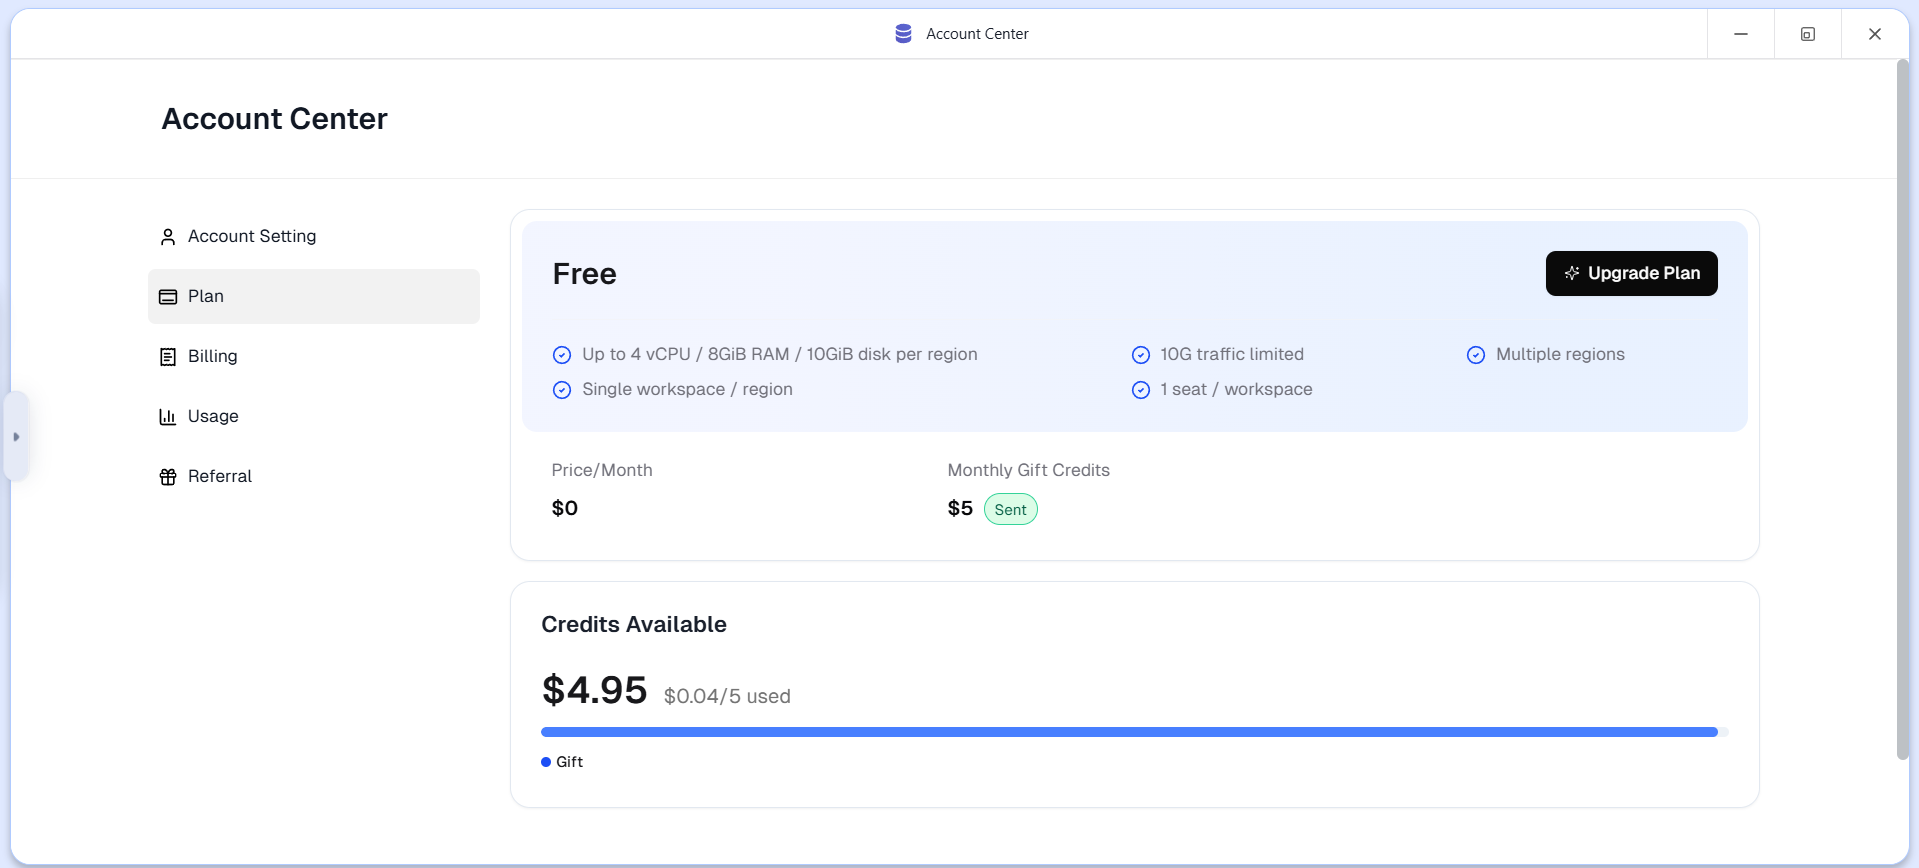 Account Center
Account Center
Account Setting
Plan
Billing
Usage
Referral
Free
Upgrade Plan
Up to 4 vCPU / 8GiB RAM / 10GiB disk per region
10G traffic limited
Multiple regions
Single workspace / region
1 seat / workspace
Price/Month
Monthly Gift Credits
$0
$5 Sent
Credits Available
$4.95 $0.04/5 used
Gift